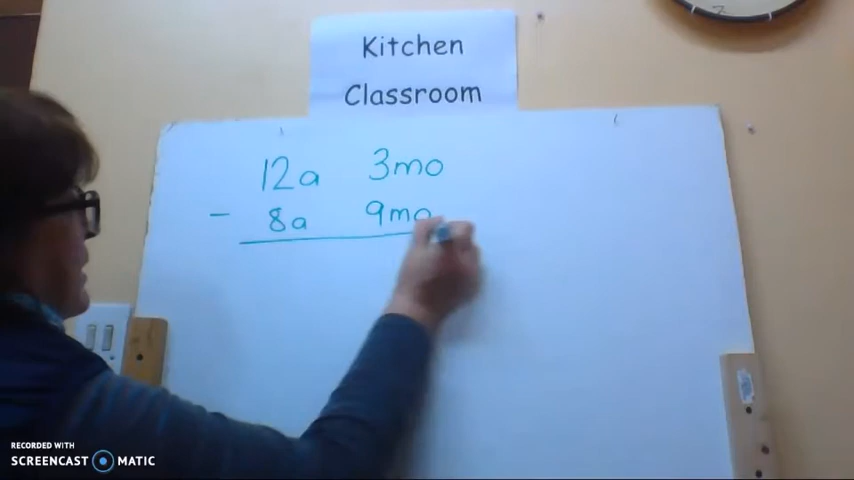 Kitchen
Classroom
12a 3mo
- 8a 9mo
RECORDED WITH
SCREENCAST MATIC